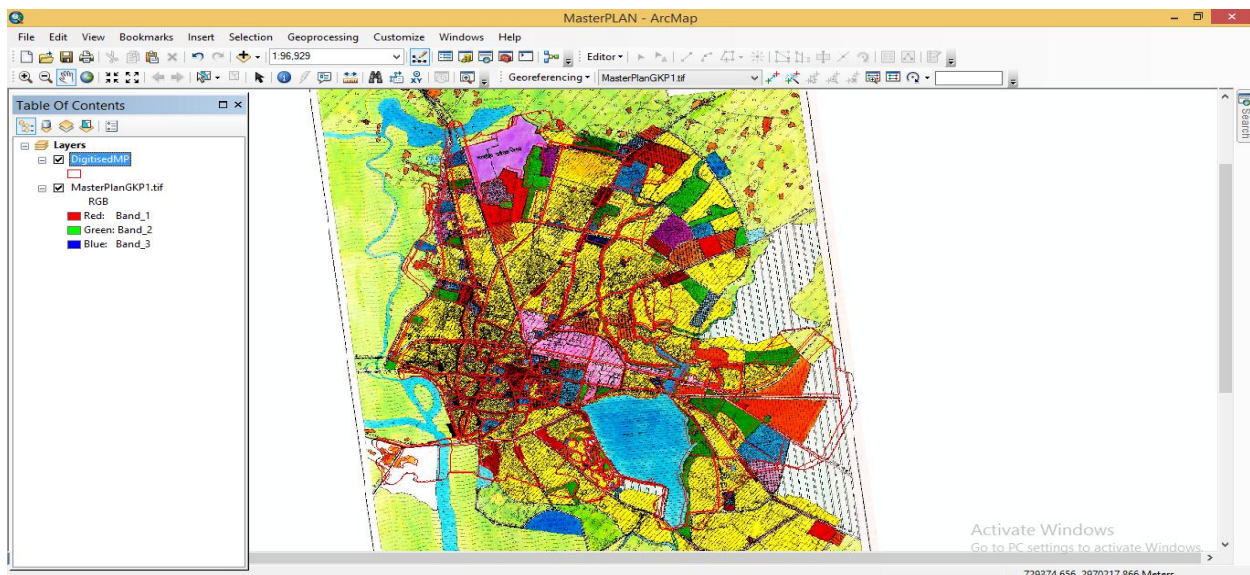 MasterPLAN - ArcMap
File Edit View Bookmarks Insert Selection Geoprocessing Customize Windows Help
1:96,929 Editor
Georeferencing MasterPlanGKP1.tif
Table Of Contents
Search
Layers
DigitisedMP
MasterPlanGKP1.tif
RGB
Red: Band_1
Green: Band_2
Blue: Band_3
Activate Windows
Go to PC settings to activate Windows.
729374.656 2970217.866 Meters